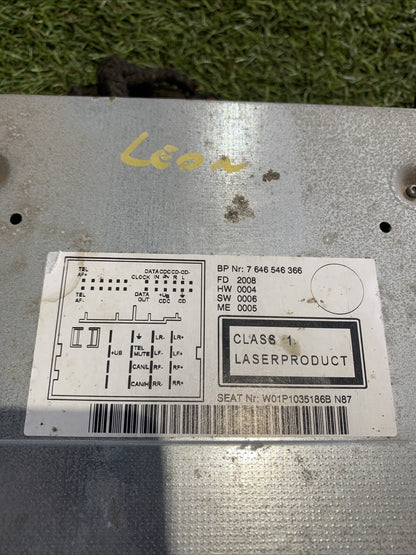 LEON
TEL
AF+
DATA CDC CD- CD-
CLOCK IN R L
TEL
AF-
DATA
OUT
+UB
CDC
CD
+UB
LR- LR+
TEL
MUTE LF- LF+
CANL RF- RF+
CANH RR- RR+
BP Nr: 7 646 546 366
FD 2008
HW 0004
SW 0006
ME 0005
CLASS 1
LASERPRODUCT
SEAT Nr: W01P1035186B N87